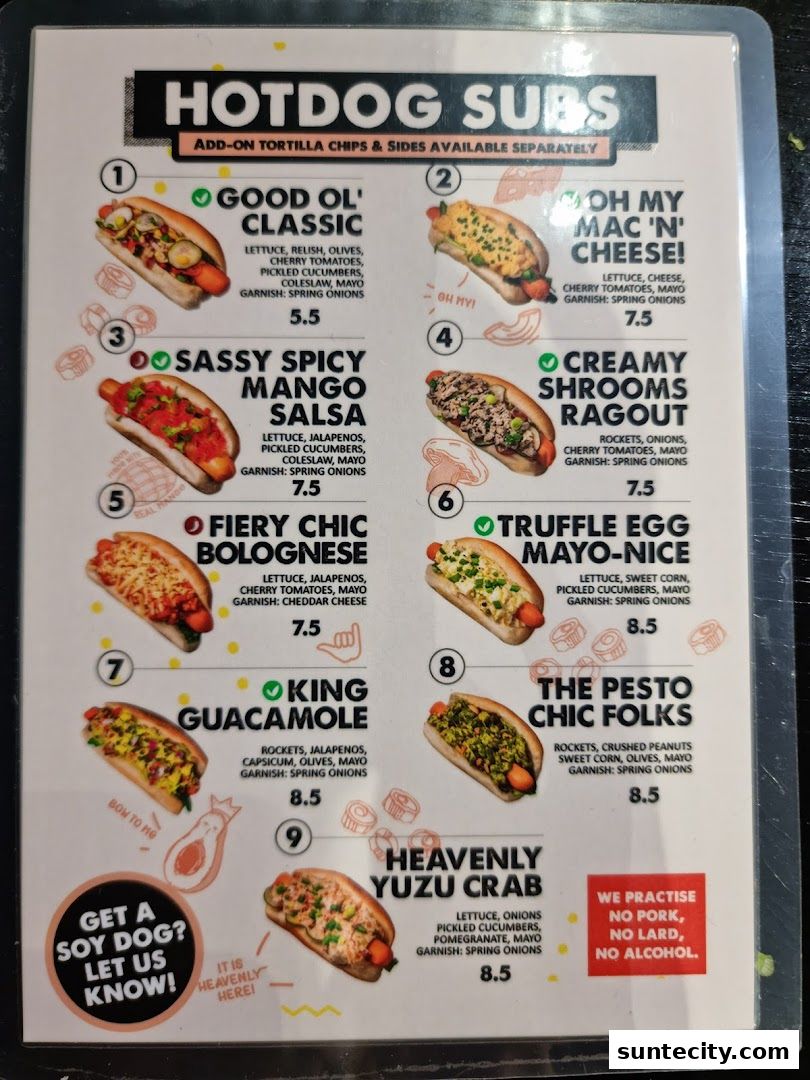 HOTDOG SUBS
ADD-ON TORTILLA CHIPS & SIDES AVAILABLE SEPARATELY
1
GOOD OL'
CLASSIC
LETTUCE, RELISH, OLIVES,
CHERRY TOMATOES,
PICKLED CUCUMBERS,
COLESLAW, MAYO
GARNISH: SPRING ONIONS
5.5
2
OH MY
MAC 'N'
CHEESE!
LETTUCE, CHEESE,
CHERRY TOMATOES, MAYO
GARNISH: SPRING ONIONS
7.5
OH MY!
3
SASSY SPICY
MANGO
SALSA
LETTUCE, JALAPENOS,
PICKLED CUCUMBERS,
COLESLAW, MAYO
GARNISH: SPRING ONIONS
7.5
REAL MANGO
4
CREAMY
SHROOMS
RAGOUT
ROCKETS, ONIONS,
CHERRY TOMATOES, MAYO
GARNISH: SPRING ONIONS
7.5
5
FIERY CHIC
BOLOGNESE
LETTUCE, JALAPENOS,
CHERRY TOMATOES, MAYO
GARNISH: CHEDDAR CHEESE
7.5
6
TRUFFLE EGG
MAYO-NICE
LETTUCE, SWEET CORN,
PICKLED CUCUMBERS, MAYO
GARNISH: SPRING ONIONS
8.5
7
KING
GUACAMOLE
ROCKETS, JALAPENOS,
CAPSICUM, OLIVES, MAYO
GARNISH: SPRING ONIONS
8.5
BOW TO ME
8
THE PESTO
CHIC FOLKS
ROCKETS, CRUSHED PEANUTS
SWEET CORN, OLIVES, MAYO
GARNISH: SPRING ONIONS
8.5
9
HEAVENLY
YUZU CRAB
LETTUCE, ONIONS
PICKLED CUCUMBERS,
POMEGRANATE, MAYO
GARNISH: SPRING ONIONS
8.5
IT IS
HEAVENLY
HERE!
GET A
SOY DOG?
LET US
KNOW!
WE PRACTISE
NO PORK,
NO LARD,
NO ALCOHOL.
suntecity.com